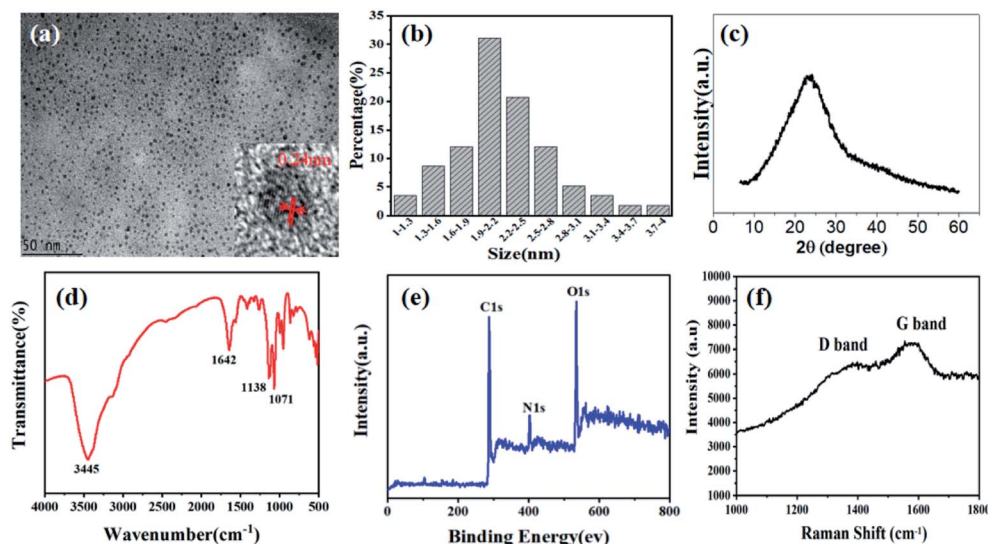 (a)
0.24nm
50 nm
(b)
Percentage(%)
35
30
25
20
15
10
5
0
1-1.3
1.3-1.6
1.6-1.9
1.9-2.2
2.2-2.5
2.5-2.8
2.8-3.1
3.1-3.4
3.4-3.7
3.7-4
Size(nm)
(c)
Intensity(a.u.)
0 10 20 30 40 50 60
2θ (degree)
(d)
Transmittance(%)
3445
1642
1138
1071
4000 3500 3000 2500 2000 1500 1000 500
Wavenumber(cm-1)
(e)
Intensity(a.u.)
C1s
N1s
O1s
0 200 400 600 800
Binding Energy(ev)
(f)
Intensity (a.u)
10000
9000
8000
7000
6000
5000
4000
3000
2000
1000
D band
G band
1000 1200 1400 1600 1800
Raman Shift (cm-1)